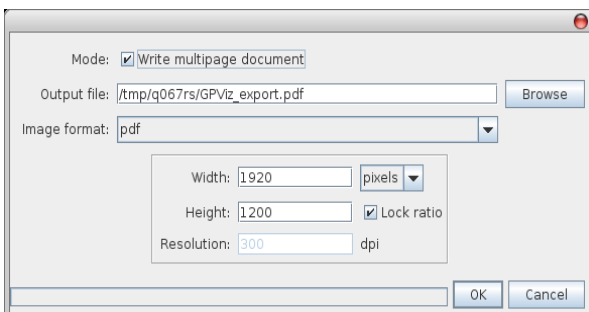 Mode: Write multipage document
Output file: /tmp/q067rs/GPViz_export.pdf Browse
Image format: pdf
Width: 1920 pixels
Height: 1200 Lock ratio
Resolution: 300 dpi
OK Cancel